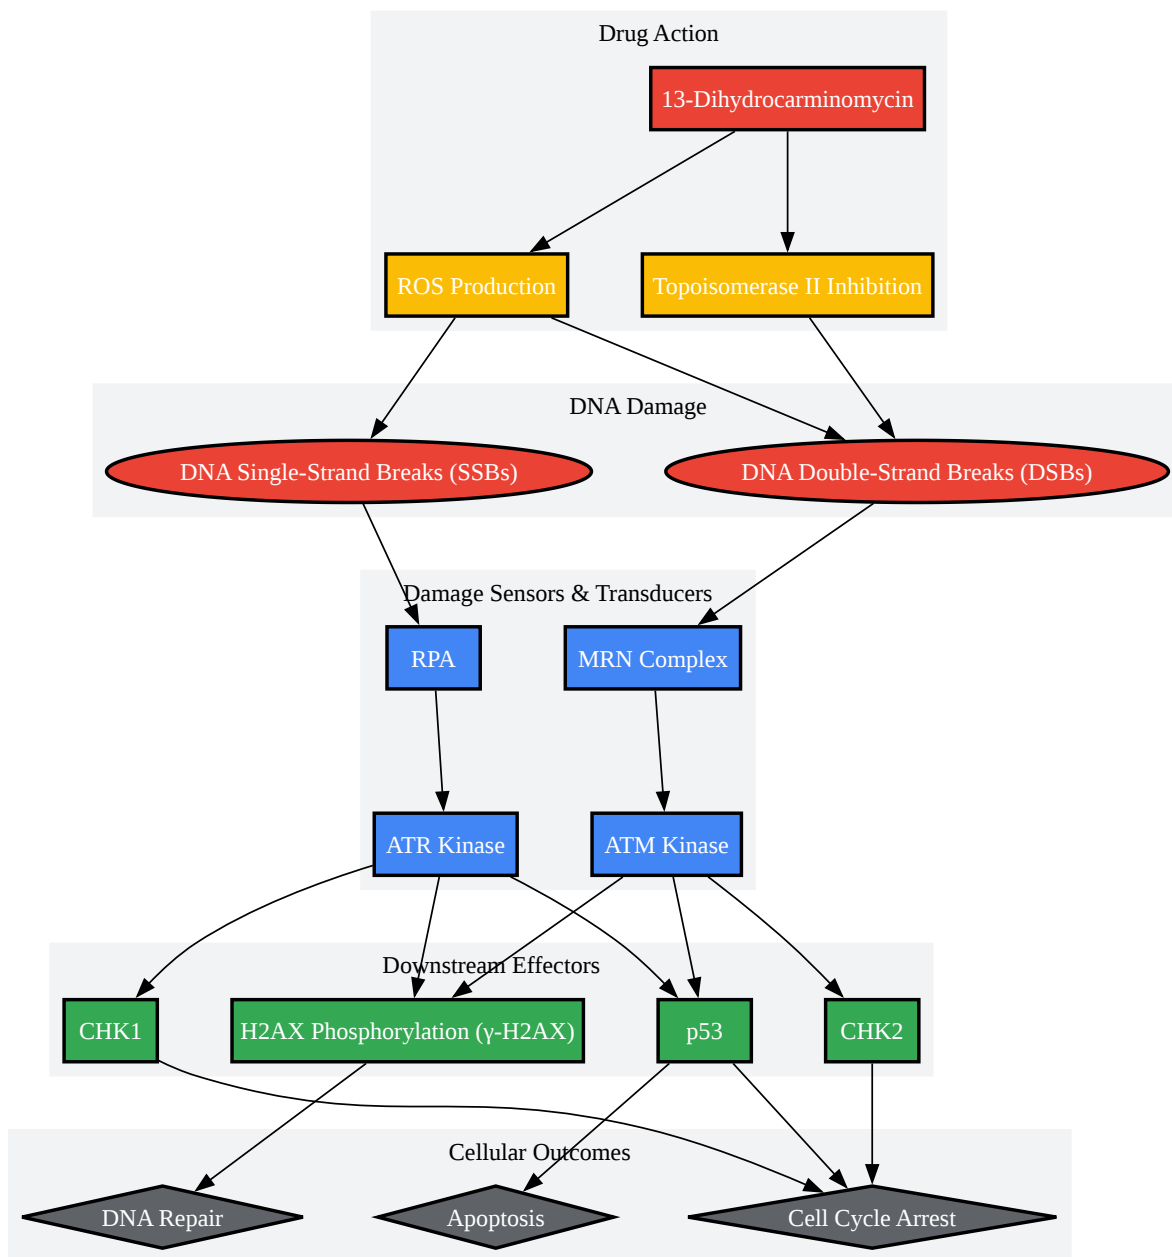 Drug Action
13-Dihydrocarminomycin
ROS Production
Topoisomerase II Inhibition
DNA Damage
DNA Single-Strand Breaks (SSBs)
DNA Double-Strand Breaks (DSBs)
Damage Sensors & Transducers
RPA
MRN Complex
ATR Kinase
ATM Kinase
Downstream Effectors
CHK1
H2AX Phosphorylation (γ-H2AX)
p53
CHK2
Cellular Outcomes
DNA Repair
Apoptosis
Cell Cycle Arrest